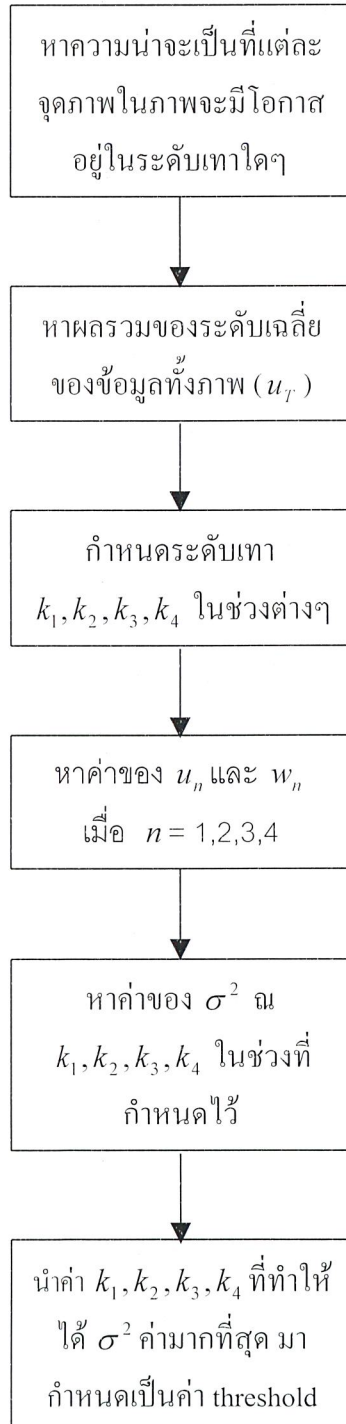 หาความน่าจะเป็นที่แต่ละ
จุดภาพในภาพจะมีโอกาส
อยู่ในระดับเทาใดๆ
หาผลรวมของระดับเฉลี่ย
ของข้อมูลทั้งภาพ (u_T)
กำหนดระดับเทา
k_1, k_2, k_3, k_4 ในช่วงต่างๆ
หาค่าของ u_n และ w_n
เมื่อ n = 1,2,3,4
หาค่าของ σ² ณ
k_1, k_2, k_3, k_4 ในช่วงที่
กำหนดไว้
นำค่า k_1, k_2, k_3, k_4 ที่ทำให้
ได้ σ² ค่ามากที่สุด มา
กำหนดเป็นค่า threshold